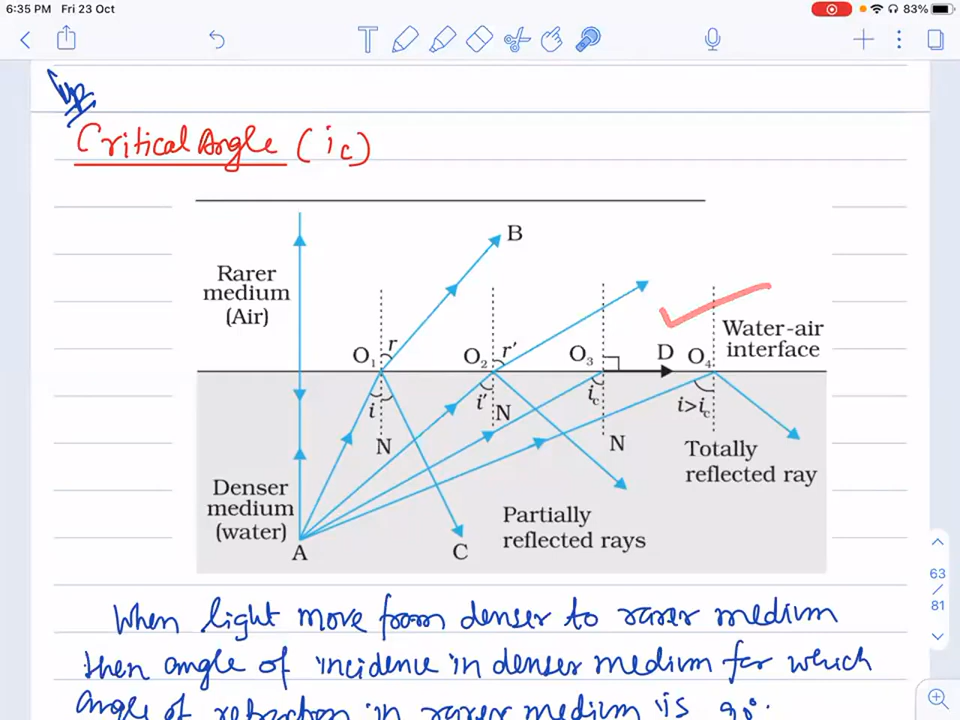 6:35 PM Fri 23 Oct
83%
T
Imp
Critical Angle (ic)
B
Rarer
medium
(Air)
O1 r
O2 r'
O3
D O4
Water-air
interface
i
N
i'
N
ic
N
i>ic
Totally
reflected ray
Denser
medium
(water)
A
C
Partially
reflected rays
63
/
81
When light move from denser to rarer medium
then angle of incidence in denser medium for which
angle of refraction in rarer medium is 90°.